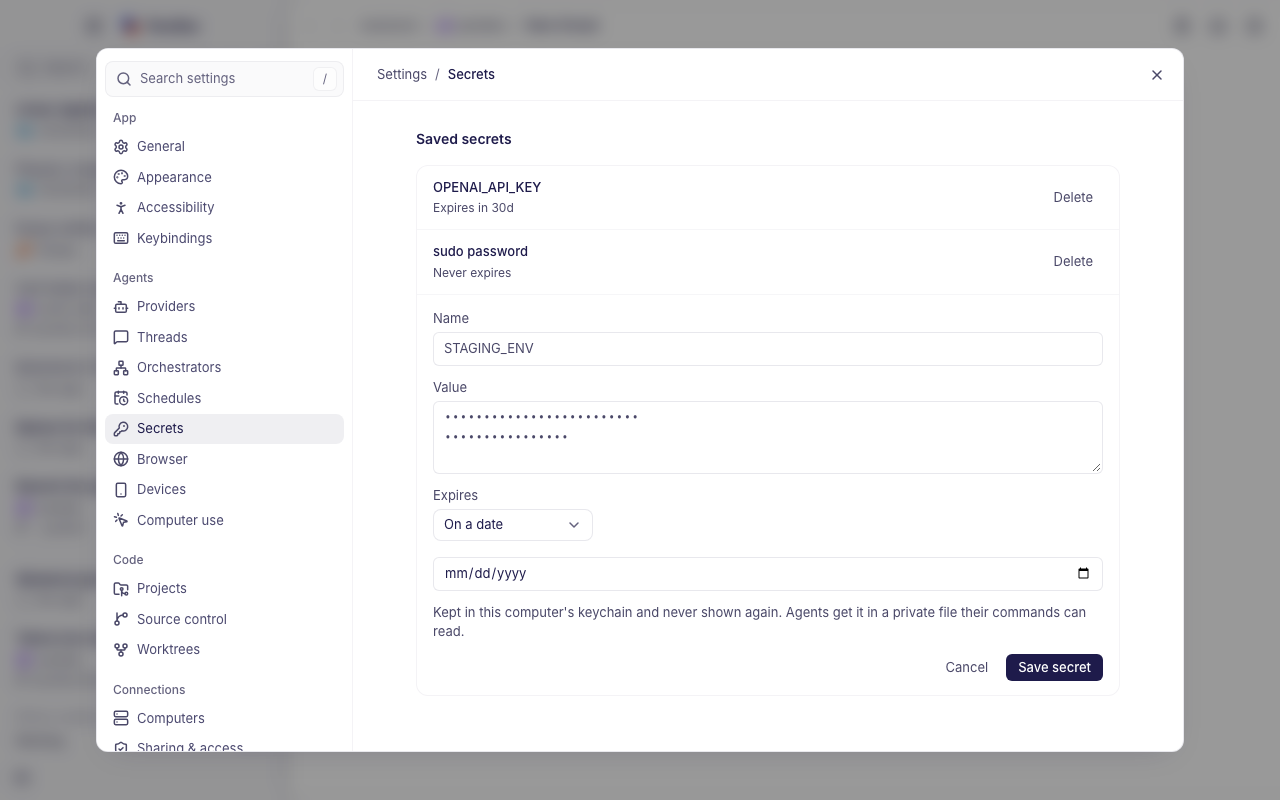 Search settings /
Settings / Secrets
App
General
Appearance
Accessibility
Keybindings
Agents
Providers
Threads
Orchestrators
Schedules
Secrets
Browser
Devices
Computer use
Code
Projects
Source control
Worktrees
Connections
Computers
Sharing & access
Saved secrets
OPENAI_API_KEY
Expires in 30d
Delete
sudo password
Never expires
Delete
Name
STAGING_ENV
Value
•••••••••••••••••••••••••
••••••••••••••••
Expires
On a date
mm/dd/yyyy
Kept in this computer's keychain and never shown again. Agents get it in a private file their commands can
read.
Cancel
Save secret